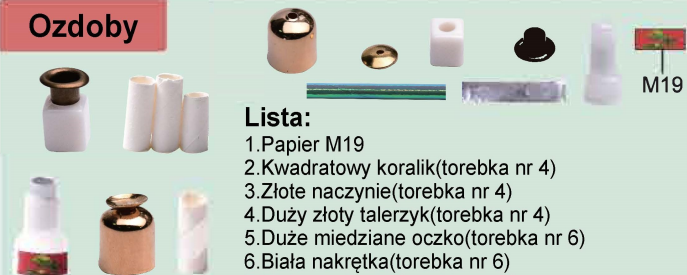 Ozdoby
M19
Lista:
1.Papier M19
2.Kwadratowy koralik(torebka nr 4)
3.Złote naczynie(torebka nr 4)
4.Duży złoty talerzyk(torebka nr 4)
5.Duże miedziane oczko(torebka nr 6)
6.Biała nakrętka(torebka nr 6)